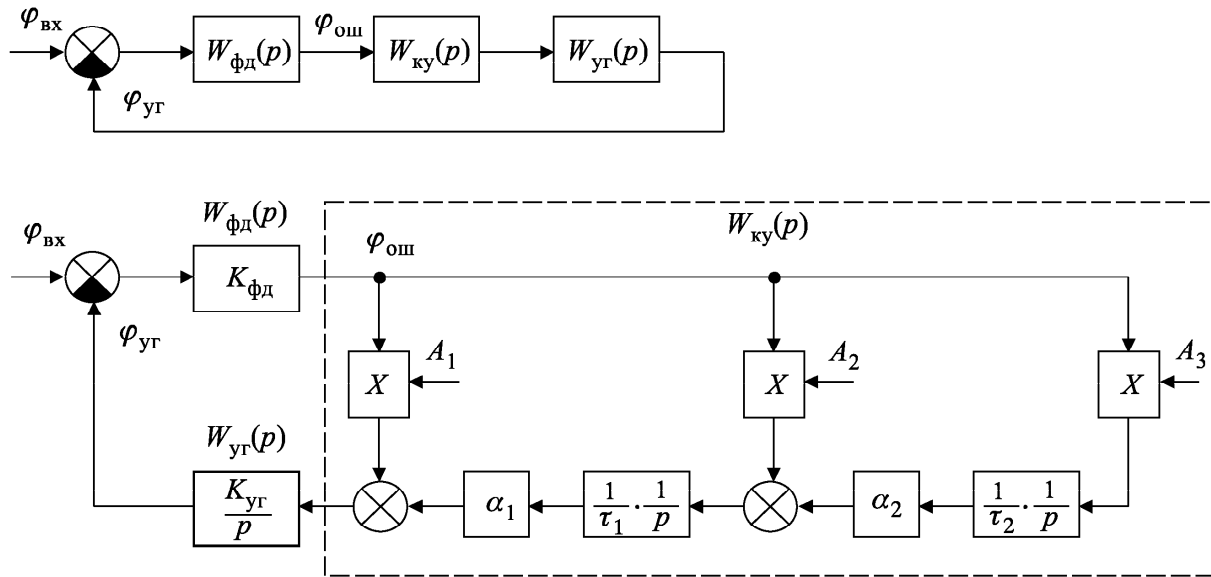 φвх
Wфд(p) φош Wку(p) Wуг(p)
φуг
Wфд(p)
φвх Kфд φош Wку(p)
φуг
X A1 X A2 X A3
Wуг(p)
Kуг/p α1 1/τ1 · 1/p α2 1/τ2 · 1/p